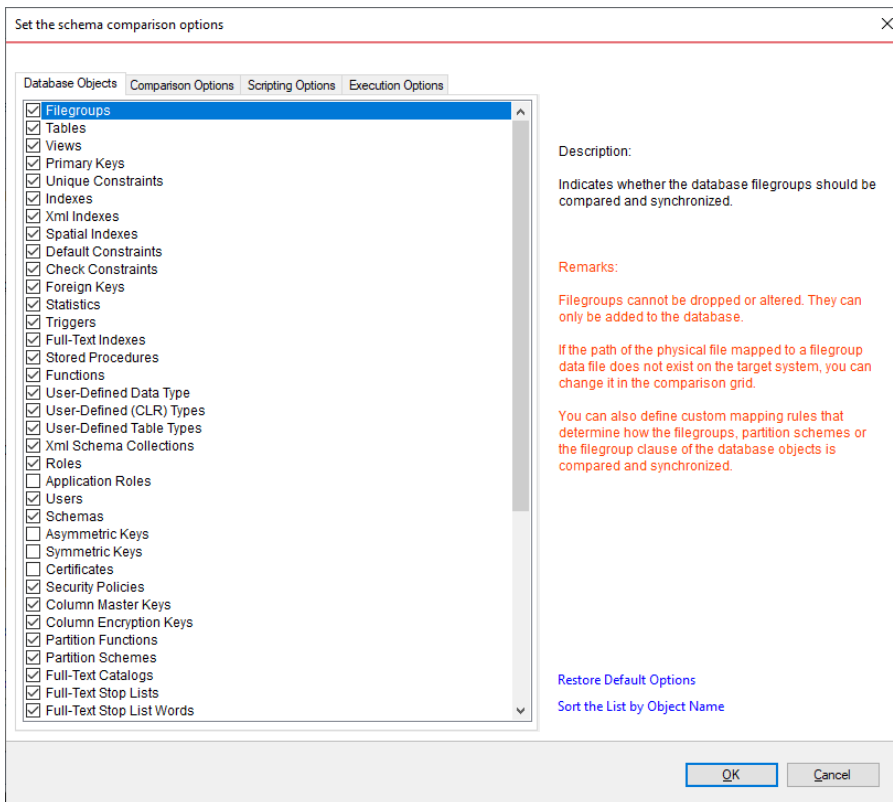 Set the schema comparison options
Database Objects
Comparison Options
Scripting Options
Execution Options
Filegroups
Tables
Views
Primary Keys
Unique Constraints
Indexes
Xml Indexes
Spatial Indexes
Default Constraints
Check Constraints
Foreign Keys
Statistics
Triggers
Full-Text Indexes
Stored Procedures
Functions
User-Defined Data Type
User-Defined (CLR) Types
User-Defined Table Types
Xml Schema Collections
Roles
Application Roles
Users
Schemas
Asymmetric Keys
Symmetric Keys
Certificates
Security Policies
Column Master Keys
Column Encryption Keys
Partition Functions
Partition Schemes
Full-Text Catalogs
Full-Text Stop Lists
Full-Text Stop List Words
Description:
Indicates whether the database filegroups should be
compared and synchronized.
Remarks:
Filegroups cannot be dropped or altered. They can
only be added to the database.
If the path of the physical file mapped to a filegroup
data file does not exist on the target system, you can
change it in the comparison grid.
You can also define custom mapping rules that
determine how the filegroups, partition schemes or
the filegroup clause of the database objects is
compared and synchronized.
Restore Default Options
Sort the List by Object Name
OK
Cancel